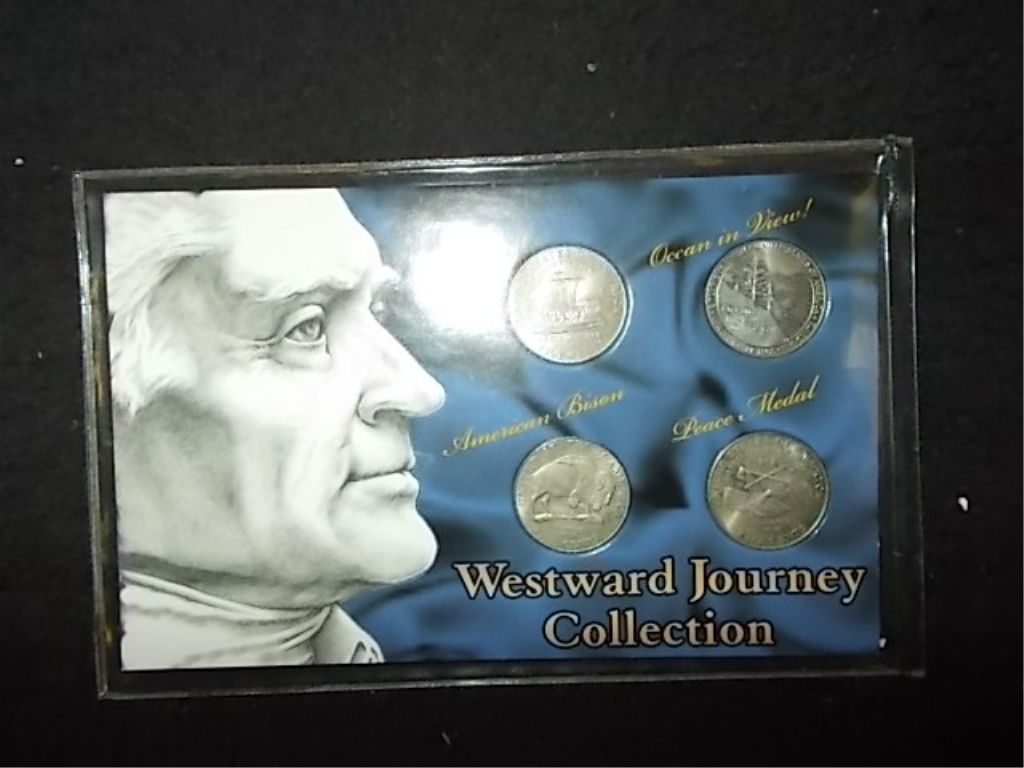 Ocean in View!
American Bison
Peace Medal
Westward Journey
Collection